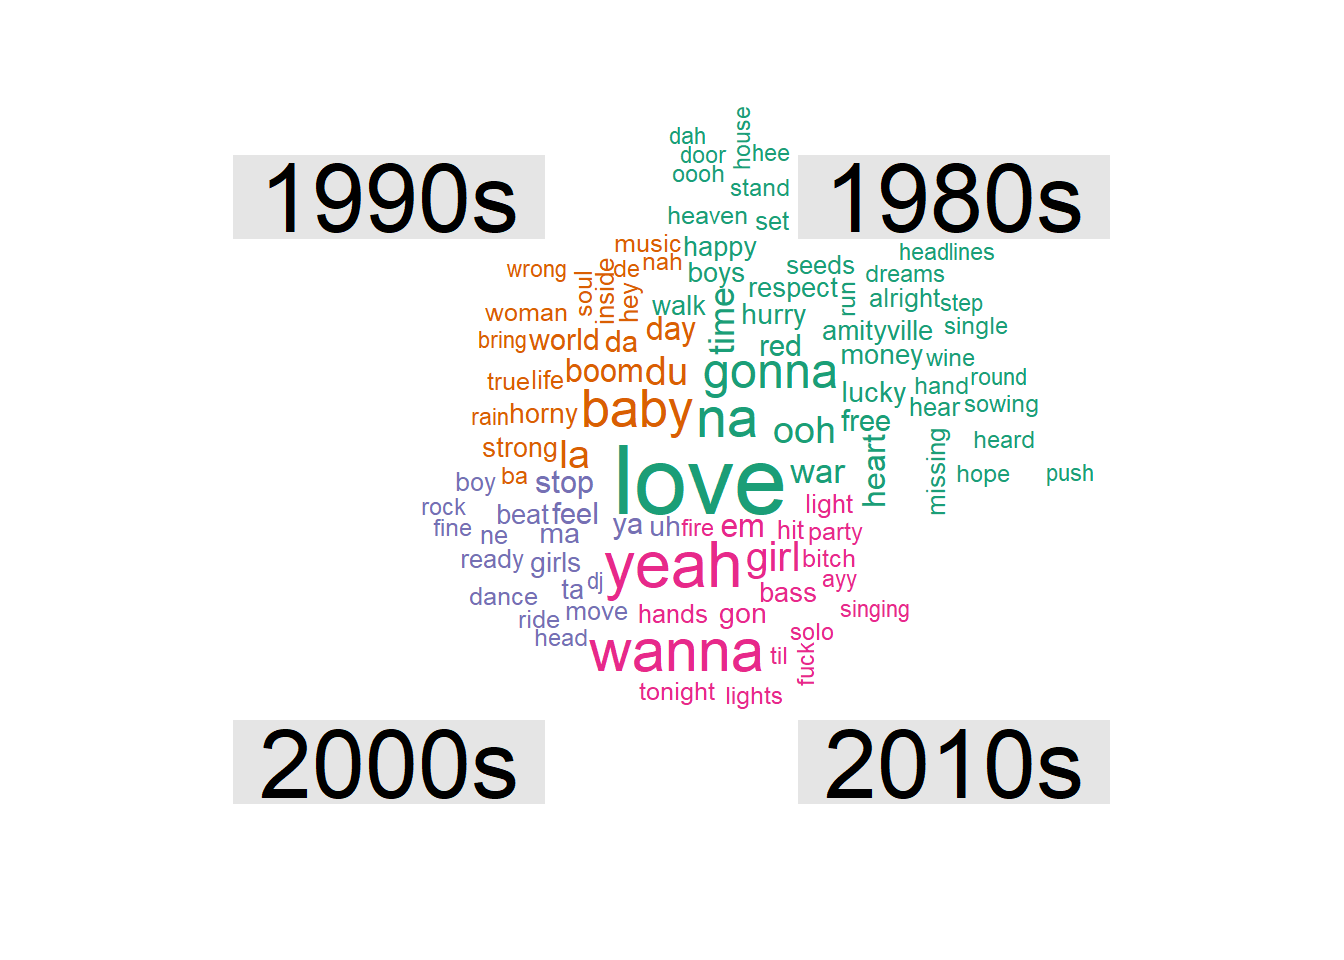 dah
house
door
hee
oooh
stand
1990s
1980s
heaven
set
music
happy
headlines
wrong
soul
inside
de
nah
boys
seeds
dreams
hey
walk
time
respect
run
alright
step
woman
hurry
amityville
single
bring
world
da
day
red
money
wine
true
life
boom
du
gonna
lucky
hand
round
rain
horny
baby
na
ooh
free
hear
sowing
strong
la
love
war
heart
missing
heard
boy
ba
stop
light
hope
push
rock
beat
feel
fine
ne
ma
ya
uh
fire
em
hit
party
ready
girls
yeah
girl
bitch
dance
ta
dj
bass
ayy
ride
move
hands
gon
singing
head
wanna
til
solo
fuck
tonight
lights
2000s
2010s